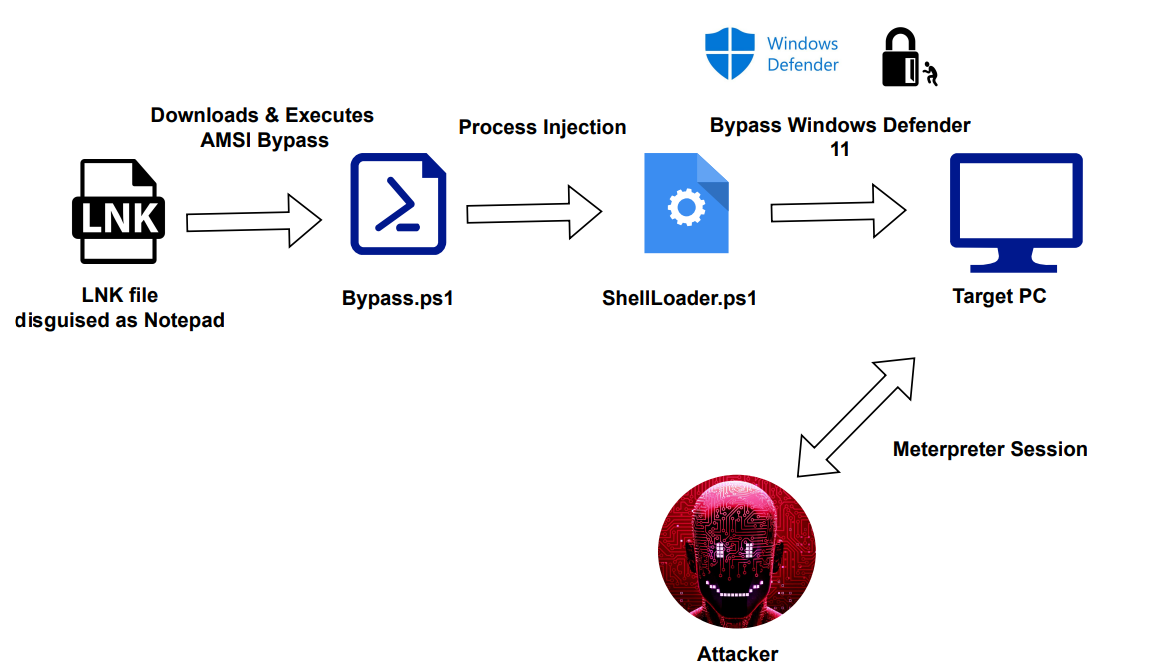 Windows
Defender
Downloads & Executes
AMSI Bypass
Process Injection
Bypass Windows Defender
11
LNK
LNK file
disguised as Notepad
Bypass.ps1
ShellLoader.ps1
Target PC
Meterpreter Session
Attacker